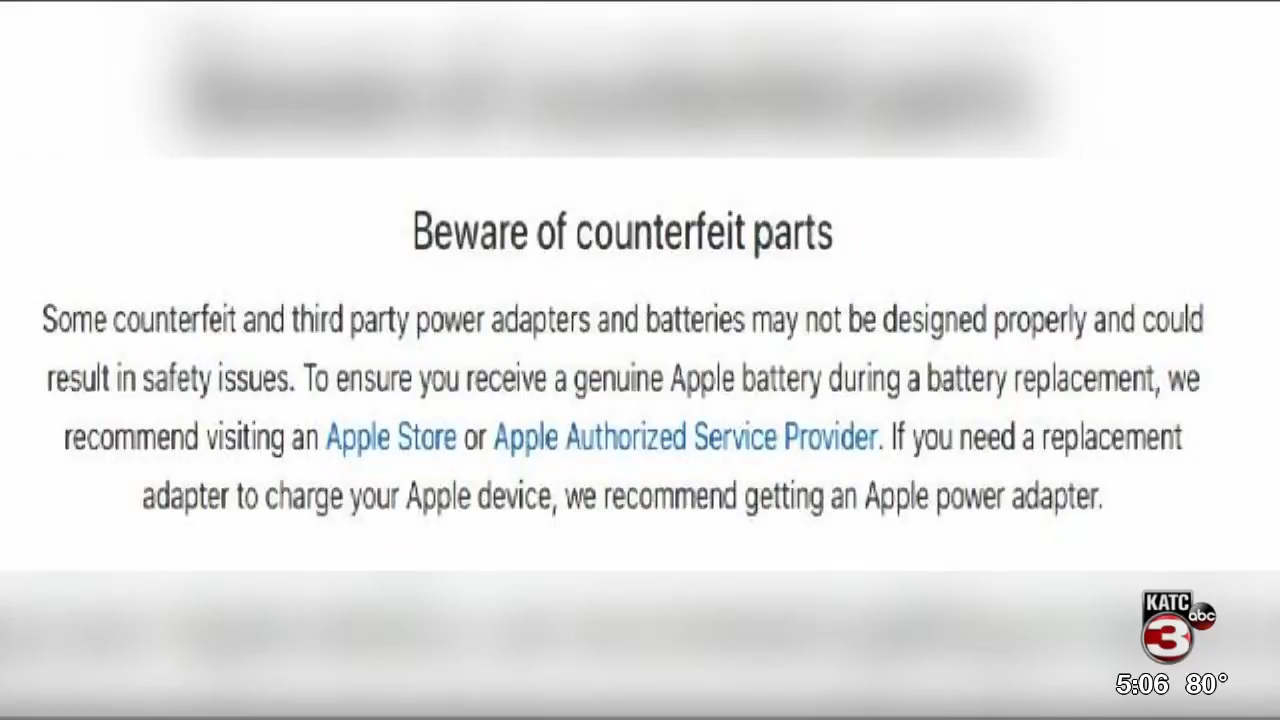 Beware of counterfeit parts
Some counterfeit and third party power adapters and batteries may not be designed properly and could
result in safety issues. To ensure you receive a genuine Apple battery during a battery replacement, we
recommend visiting an Apple Store or Apple Authorized Service Provider. If you need a replacement
adapter to charge your Apple device, we recommend getting an Apple power adapter.
KATC
abc
3
5:06 80°